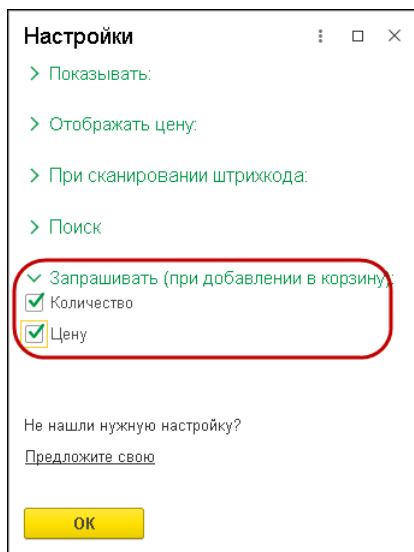 Настройки
Показывать:
Отображать цену:
При сканировании штрихкода:
Поиск
Запрашивать (при добавлении в корзину):
Количество
Цену
Не нашли нужную настройку?
Предложите свою
ОК